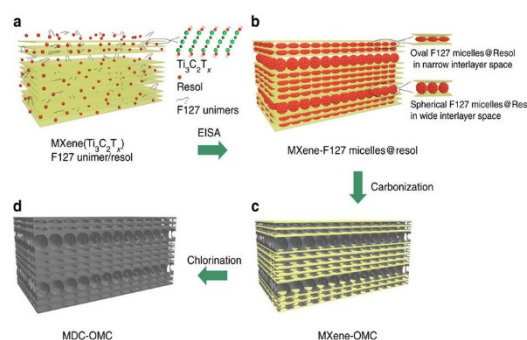 a
Ti₃C₂Tₓ
Resol
F127 unimers
MXene(Ti₃C₂Tₓ)
F127 unimer/resol
EISA
b
Oval F127 micelles@Resol
in narrow interlayer space
Spherical F127 micelles@Resol
in wide interlayer space
MXene-F127 micelles@resol
Carbonization
d
MDC-OMC
Chlorination
c
MXene-OMC